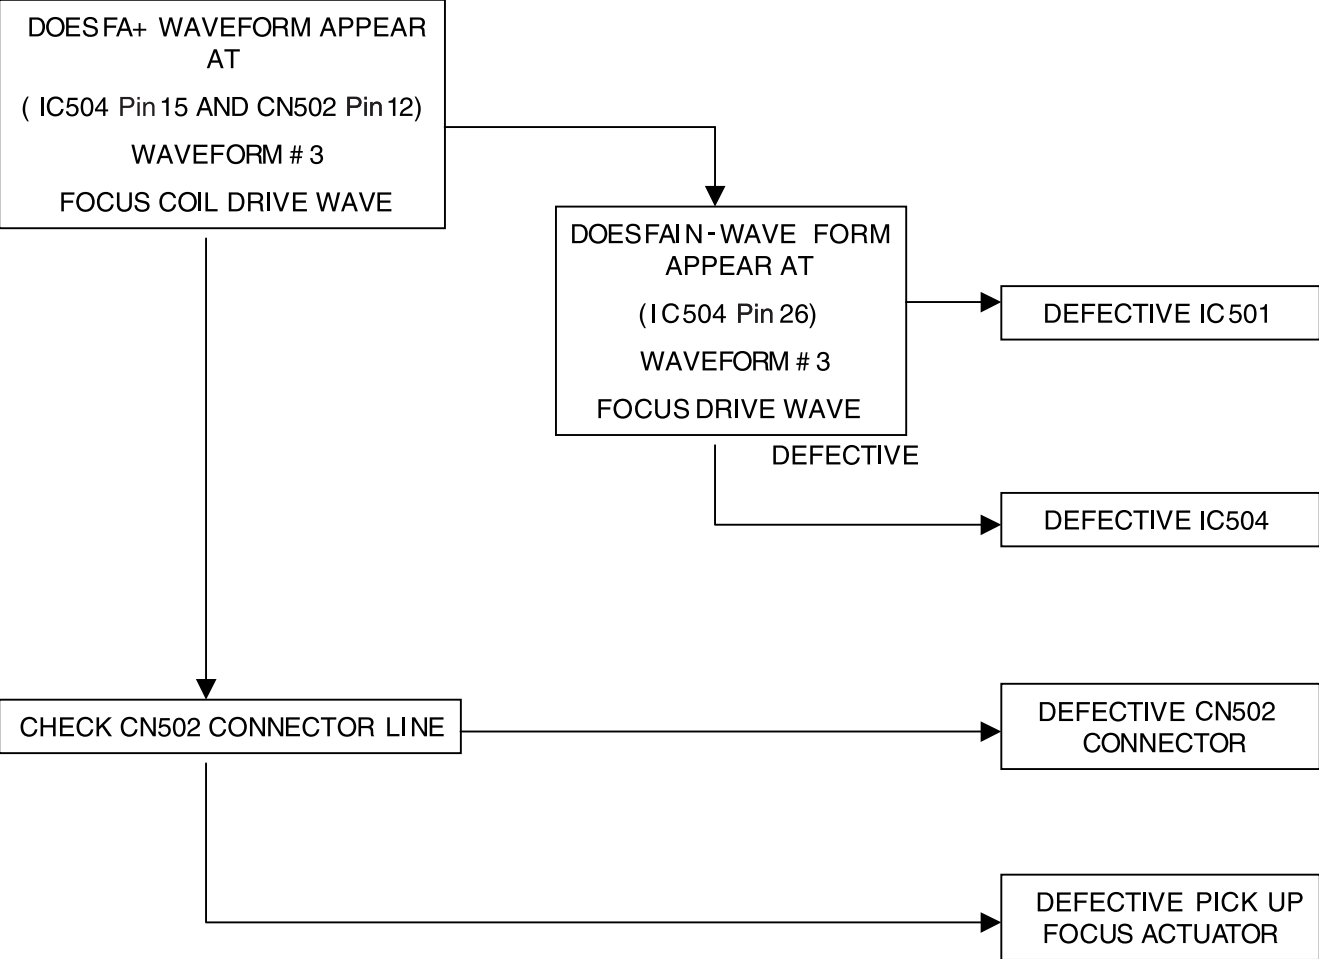 DOES FA+ WAVEFORM APPEAR
AT
( IC504 Pin 15 AND CN502 Pin 12)
WAVEFORM # 3
FOCUS COIL DRIVE WAVE
DOES FAIN - WAVE FORM
APPEAR AT
(IC504 Pin 26)
WAVEFORM # 3
FOCUS DRIVE WAVE
DEFECTIVE IC501
DEFECTIVE
DEFECTIVE IC504
CHECK CN502 CONNECTOR LINE
DEFECTIVE CN502
CONNECTOR
DEFECTIVE PICK UP
FOCUS ACTUATOR